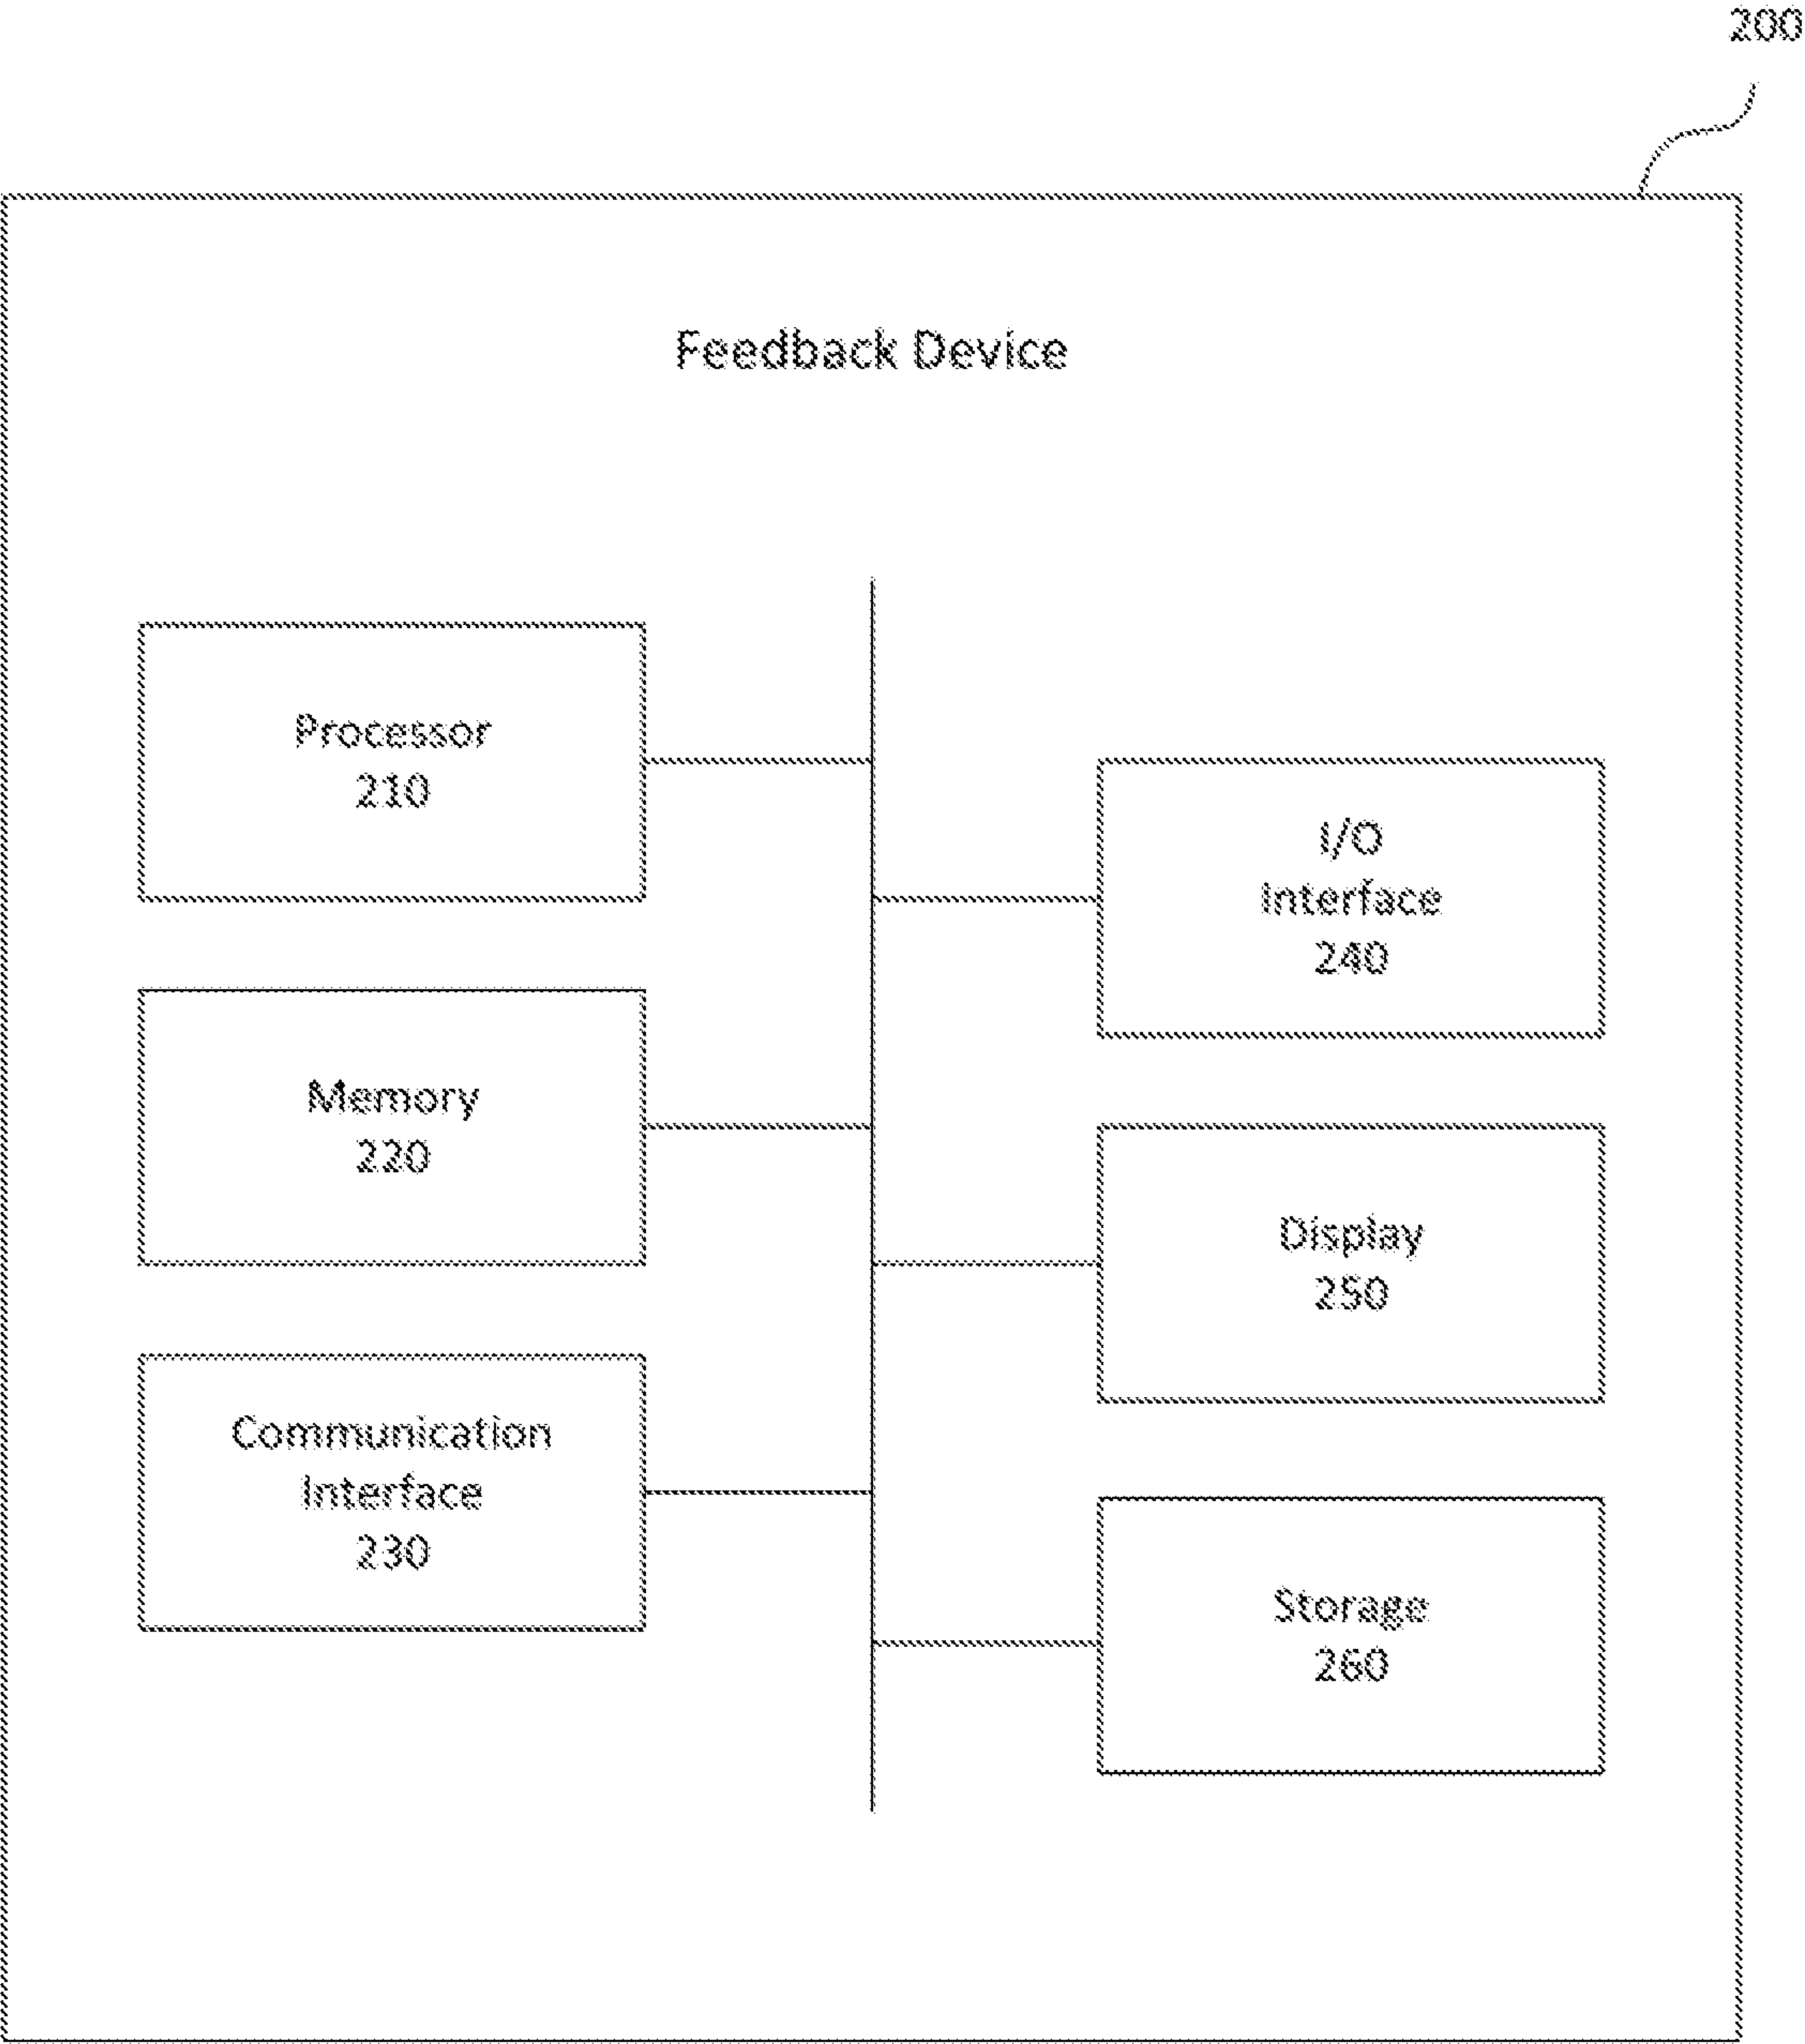 200
Feedback Device
Processor
210
I/O
Interface
240
Memory
220
Display
250
Communication
Interface
230
Storage
260